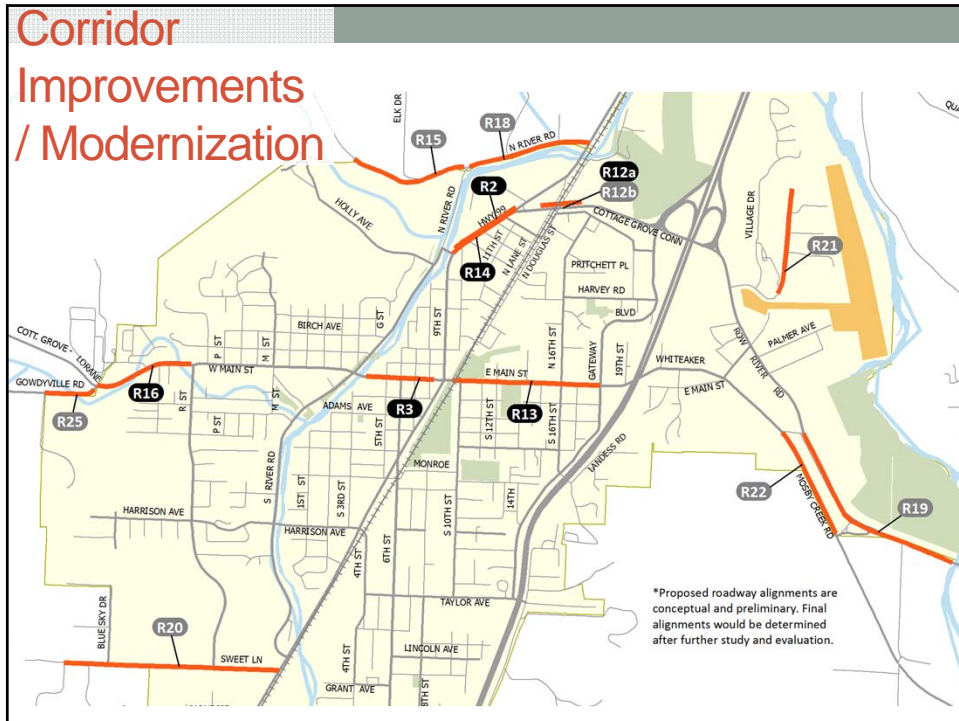 Corridor
Improvements
/ Modernization
ELK DR
R15
R18
N RIVER RD
R12a
R12b
R2
HWY 99
HOLLY AVE
N RIVER RD
COTTAGE GROVE CONN
VILLAGE DR
R21
R14
11TH ST
N LANE ST
N DOUGLAS ST
PRITCHETT PL
HARVEY RD
BLVD
BIRCH AVE
G ST
9TH ST
N 16TH ST
GATEWAY
19TH ST
WHITEAKER
PALMER AVE
ROW
RIVER
RD
COTT. GROVE -
LORANE
P ST
M ST
W MAIN ST
E MAIN ST
E MAIN ST
GOWDYVILLE RD
R25
R16
R ST
P ST
M ST
ADAMS AVE
R3
R13
5TH ST
S 12TH ST
S 16TH ST
LANDESS RD
MONROE
S RIVER RD
1ST ST
S 3RD ST
14TH
S 10TH ST
R22
MOSBY CREEK RD
R19
HARRISON AVE
HARRISON AVE
4TH ST
6TH ST
TAYLOR AVE
BLUE SKY DR
R20
SWEET LN
LINCOLN AVE
4TH ST
GRANT AVE
8TH ST
*Proposed roadway alignments are
conceptual and preliminary. Final
alignments would be determined
after further study and evaluation.